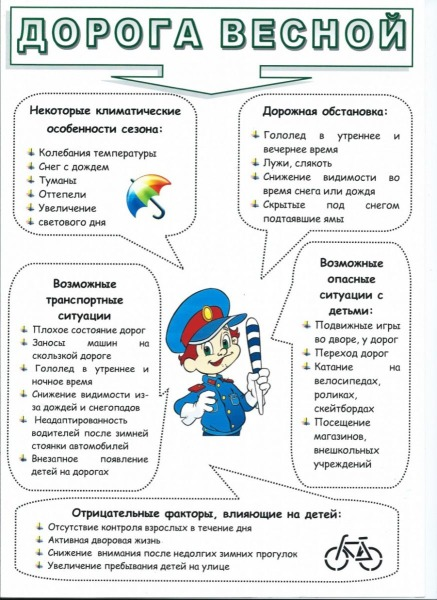 ДОРОГА ВЕСНОЙ
Некоторые климатические
особенности сезона:
Колебания температуры
Снег с дождем
Туманы
Оттепели
Увеличение
светового дня
Дорожная обстановка:
Гололед в утреннее и
вечернее время
Лужи, слякоть
Снижение видимости во
время снега или дождя
Скрытые под снегом
подтаявшие ямы
Возможные
транспортные
ситуации
Плохое состояние дорог
Заносы машин на
скользкой дороге
Гололед в утреннее и
ночное время
Снижение видимости из-
за дождей и снегопадов
Неадаптированность
водителей после зимней
стоянки автомобилей
Внезапное появление
детей на дорогах
Возможные
опасные
ситуации с
детьми:
Подвижные игры
во дворе, у дорог
Переход дорог
Катание на
велосипедах,
роликах,
скейтбордах
Посещение
магазинов,
внешкольных
учреждений
Отрицательные факторы, влияющие на детей:
Отсутствие контроля взрослых в течение дня
Активная дворовая жизнь
Снижение внимания после недолгих зимних прогулок
Увеличение пребывания детей на улице